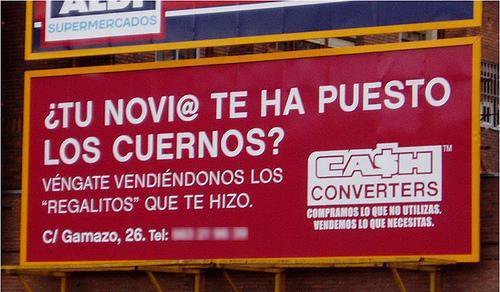 ALDI
SUPERMERCADOS
¿TU NOVI@ TE HA PUESTO
LOS CUERNOS?
VÉNGATE VENDIÉNDONOS LOS
"REGALITOS" QUE TE HIZO.
C/ Gamazo, 26. Tel:
CA$H TM
CONVERTERS
COMPRAMOS LO QUE NO UTILIZAS.
VENDEMOS LO QUE NECESITAS.